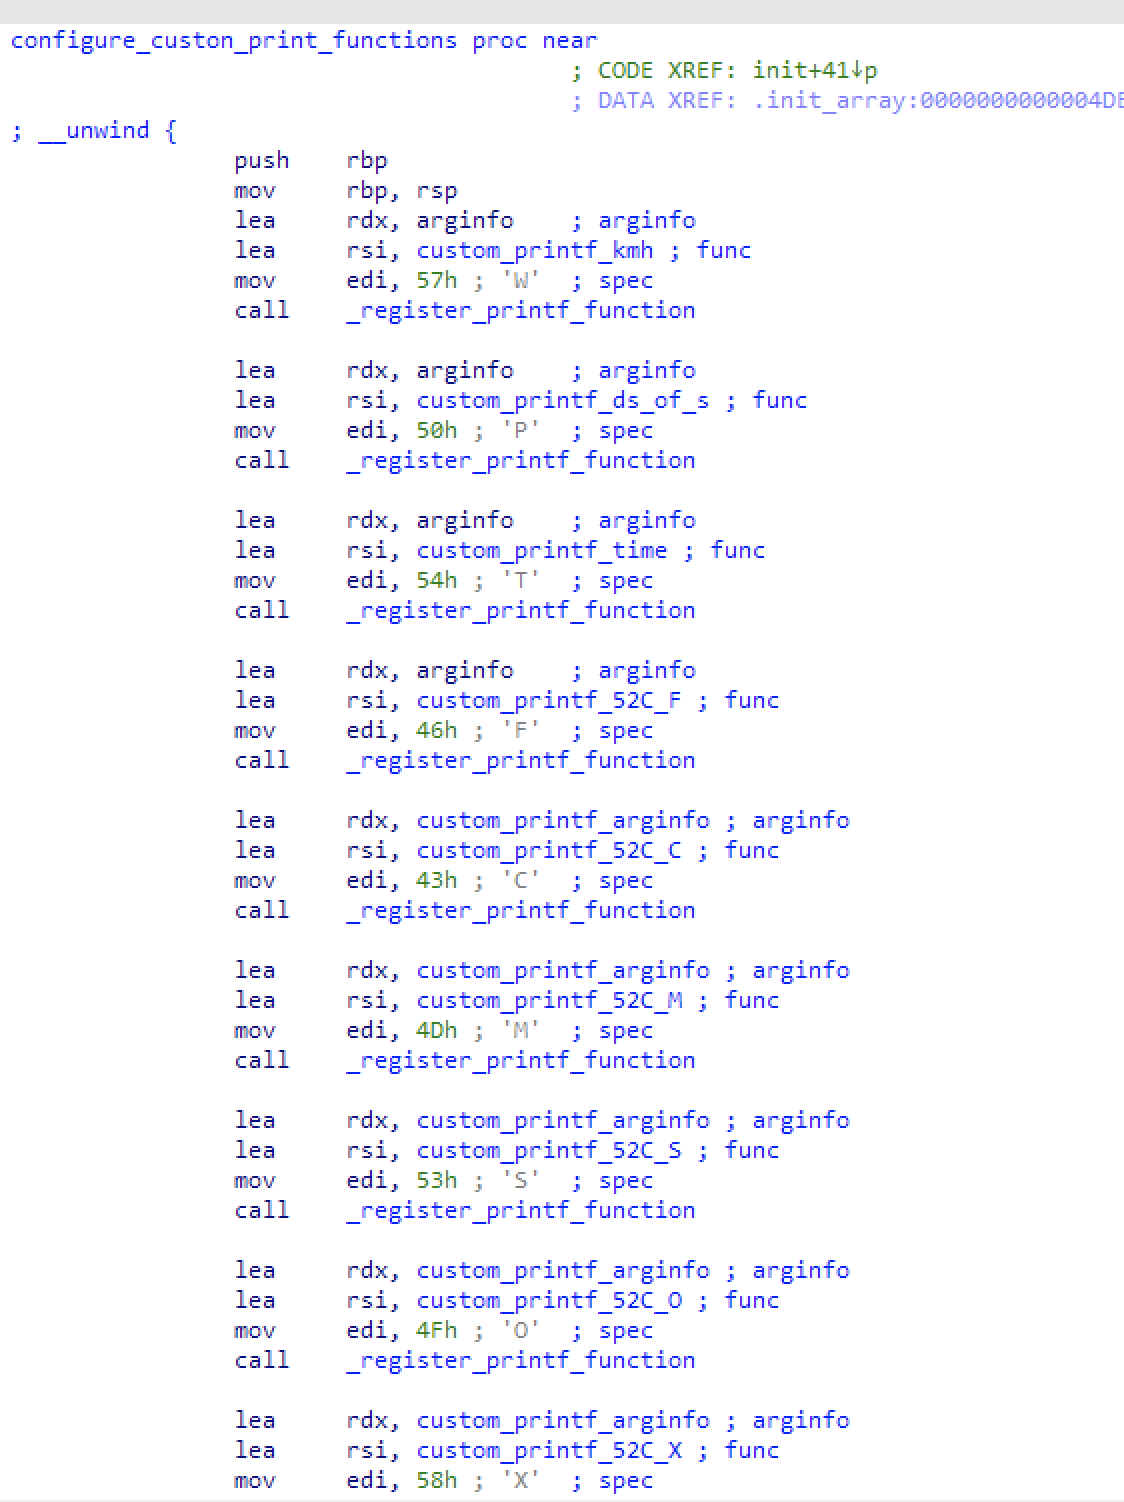 configure_custon_print_functions proc near
; CODE XREF: init+41↓p
; DATA XREF: .init_array:0000000000004DE
; __unwind {
push rbp
mov rbp, rsp
lea rdx, arginfo ; arginfo
lea rsi, custom_printf_kmh ; func
mov edi, 57h ; 'W' ; spec
call _register_printf_function
lea rdx, arginfo ; arginfo
lea rsi, custom_printf_ds_of_s ; func
mov edi, 50h ; 'P' ; spec
call _register_printf_function
lea rdx, arginfo ; arginfo
lea rsi, custom_printf_time ; func
mov edi, 54h ; 'T' ; spec
call _register_printf_function
lea rdx, arginfo ; arginfo
lea rsi, custom_printf_52C_F ; func
mov edi, 46h ; 'F' ; spec
call _register_printf_function
lea rdx, custom_printf_arginfo ; arginfo
lea rsi, custom_printf_52C_C ; func
mov edi, 43h ; 'C' ; spec
call _register_printf_function
lea rdx, custom_printf_arginfo ; arginfo
lea rsi, custom_printf_52C_M ; func
mov edi, 4Dh ; 'M' ; spec
call _register_printf_function
lea rdx, custom_printf_arginfo ; arginfo
lea rsi, custom_printf_52C_S ; func
mov edi, 53h ; 'S' ; spec
call _register_printf_function
lea rdx, custom_printf_arginfo ; arginfo
lea rsi, custom_printf_52C_O ; func
mov edi, 4Fh ; 'O' ; spec
call _register_printf_function
lea rdx, custom_printf_arginfo ; arginfo
lea rsi, custom_printf_52C_X ; func
mov edi, 58h ; 'X' ; spec